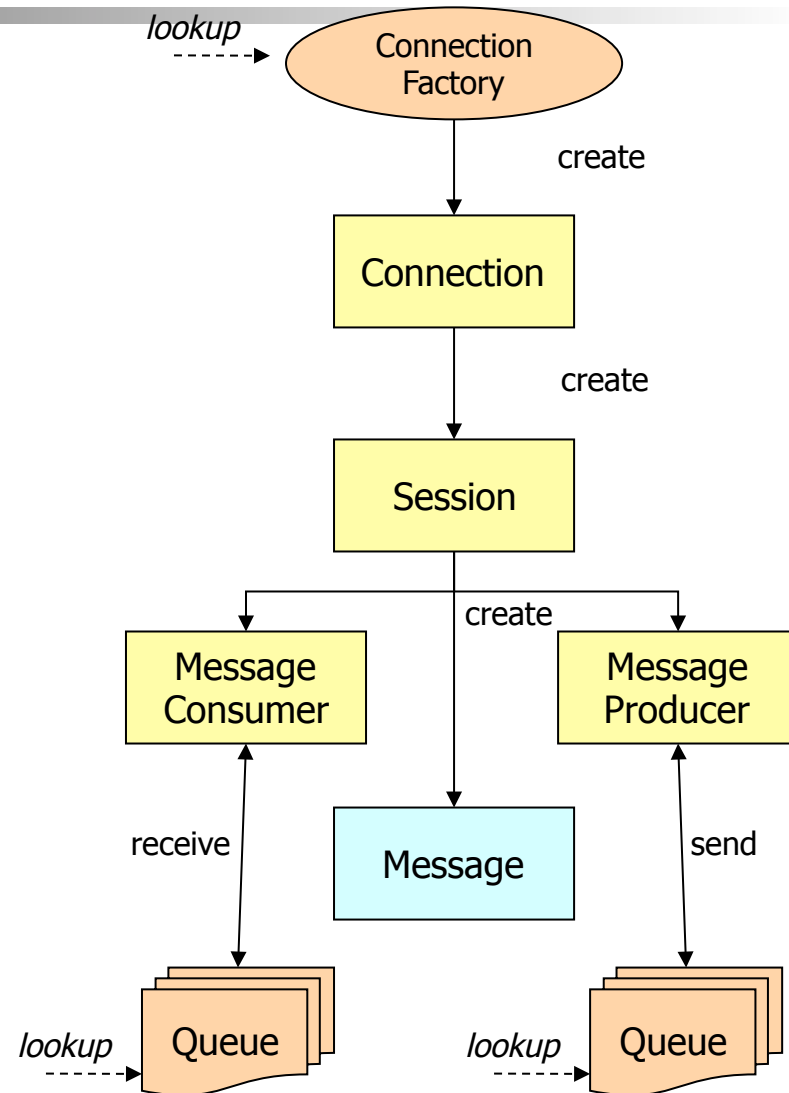 lookup
Connection
Factory
create
Connection
create
Session
create
Message
Consumer
Message
Producer
receive
Message
send
lookup
Queue
lookup
Queue